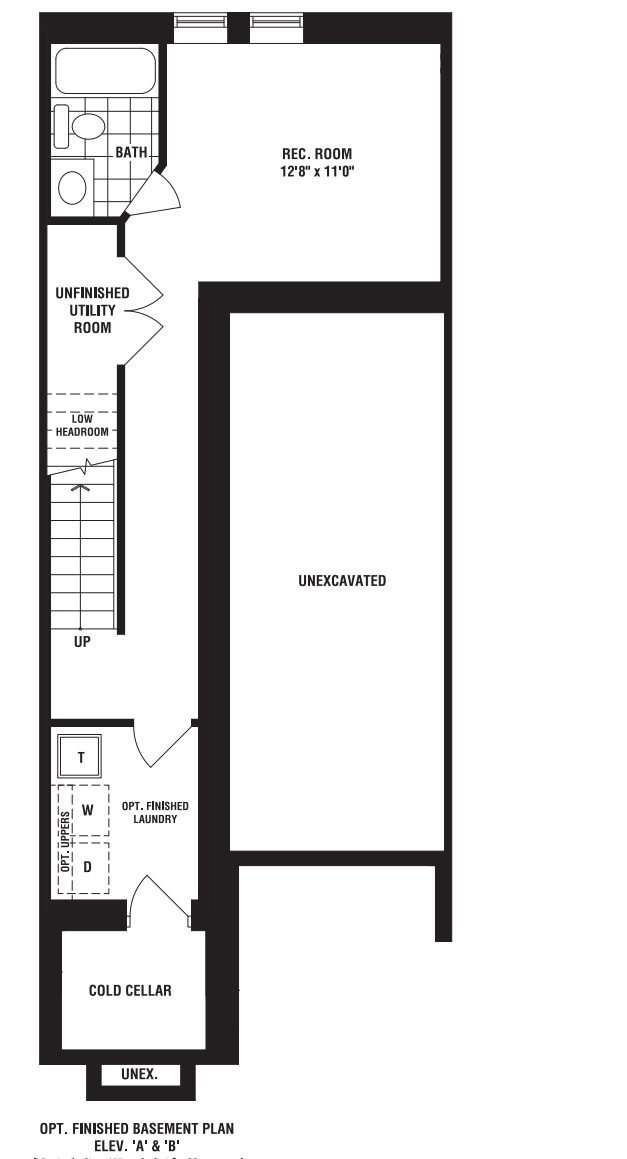 BATH
REC. ROOM
12'8" x 11'0"
UNFINISHED
UTILITY
ROOM
LOW
HEADROOM
UNEXCAVATED
UP
T
W
OPT. UPPERS
OPT. FINISHED
LAUNDRY
D
COLD CELLAR
UNEX.
OPT. FINISHED BASEMENT PLAN
ELEV. 'A' & 'B'